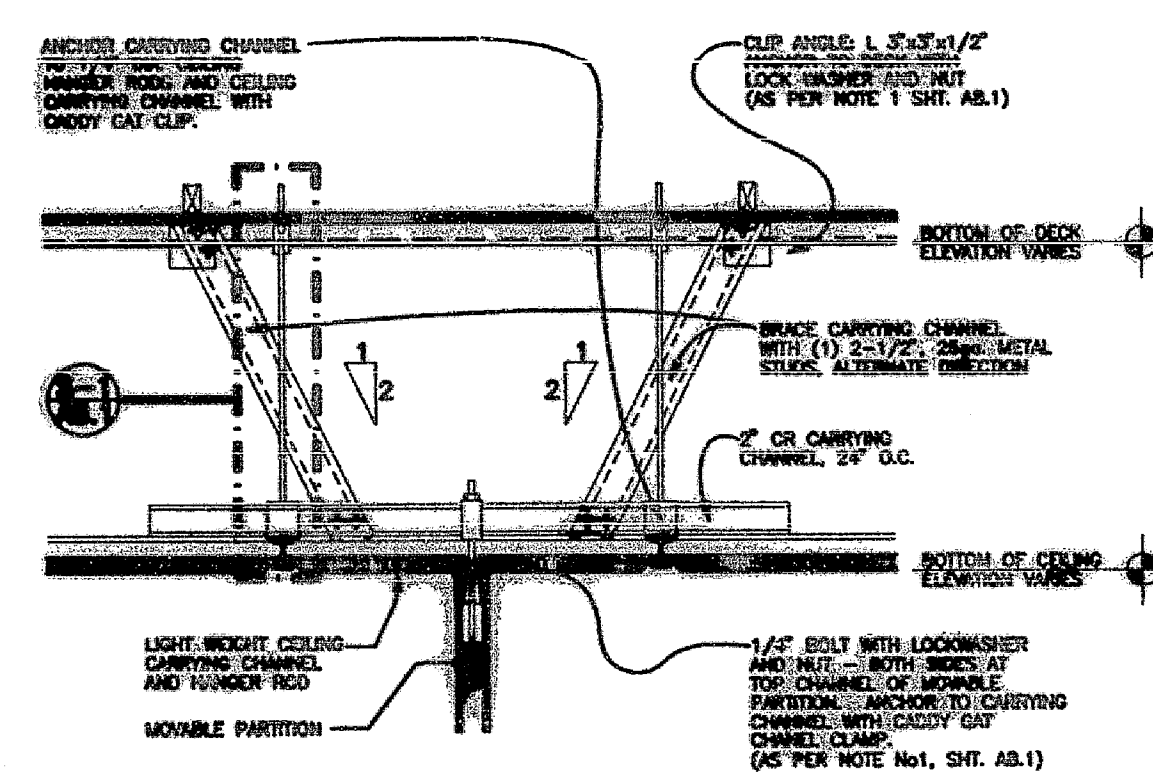 ANCHOR CARRYING CHANNEL
HANGER RODS AND CEILING
CARRYING CHANNEL WITH
CADDY CAT CLIP.
CLIP ANGLE: L 3"x3"x1/2"
LOCK WASHER AND NUT
(AS PER NOTE 1 SHT. AB.1)
BOTTOM OF DECK
ELEVATION VARIES
BRACE CARRYING CHANNEL
WITH (1) 2-1/2", 25ga. METAL
STUDS, ALTERNATE DIRECTION
1
2
1
2
2" CR CARRYING
CHANNEL, 24" O.C.
BOTTOM OF CEILING
ELEVATION VARIES
LIGHT WEIGHT CEILING
CARRYING CHANNEL
AND HANGER ROD
MOVABLE PARTITION
1/4" BOLT WITH LOCKWASHER
AND NUT - BOTH SIDES AT
TOP CHANNEL OF MOVABLE
PARTITION. ANCHOR TO CARRYING
CHANNEL WITH CADDY CAT
CHANEL CLAMP.
(AS PER NOTE No1, SHT. AB.1)